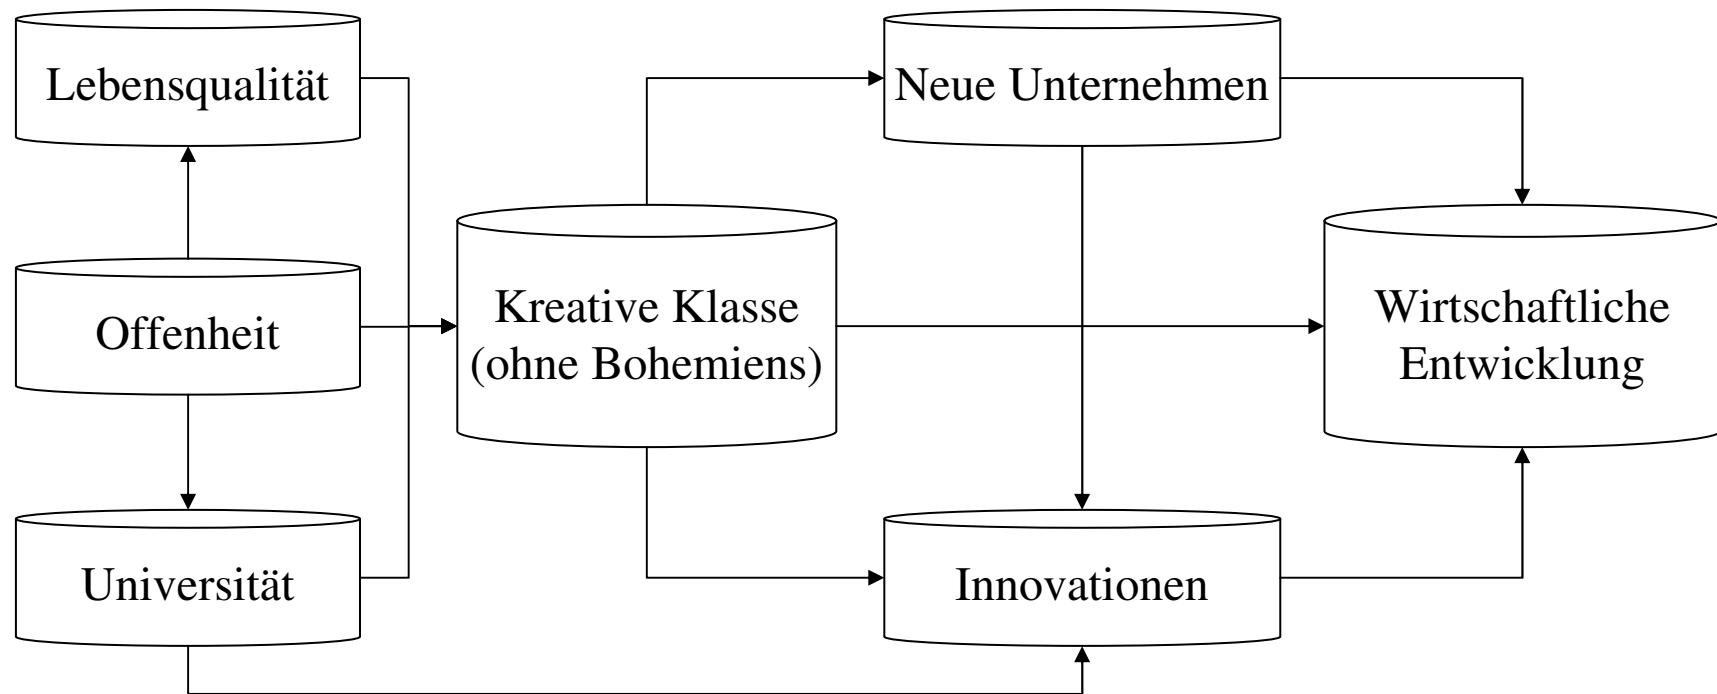 Lebensqualität
Neue Unternehmen
Offenheit
Kreative Klasse
(ohne Bohemiens)
Wirtschaftliche
Entwicklung
Universität
Innovationen